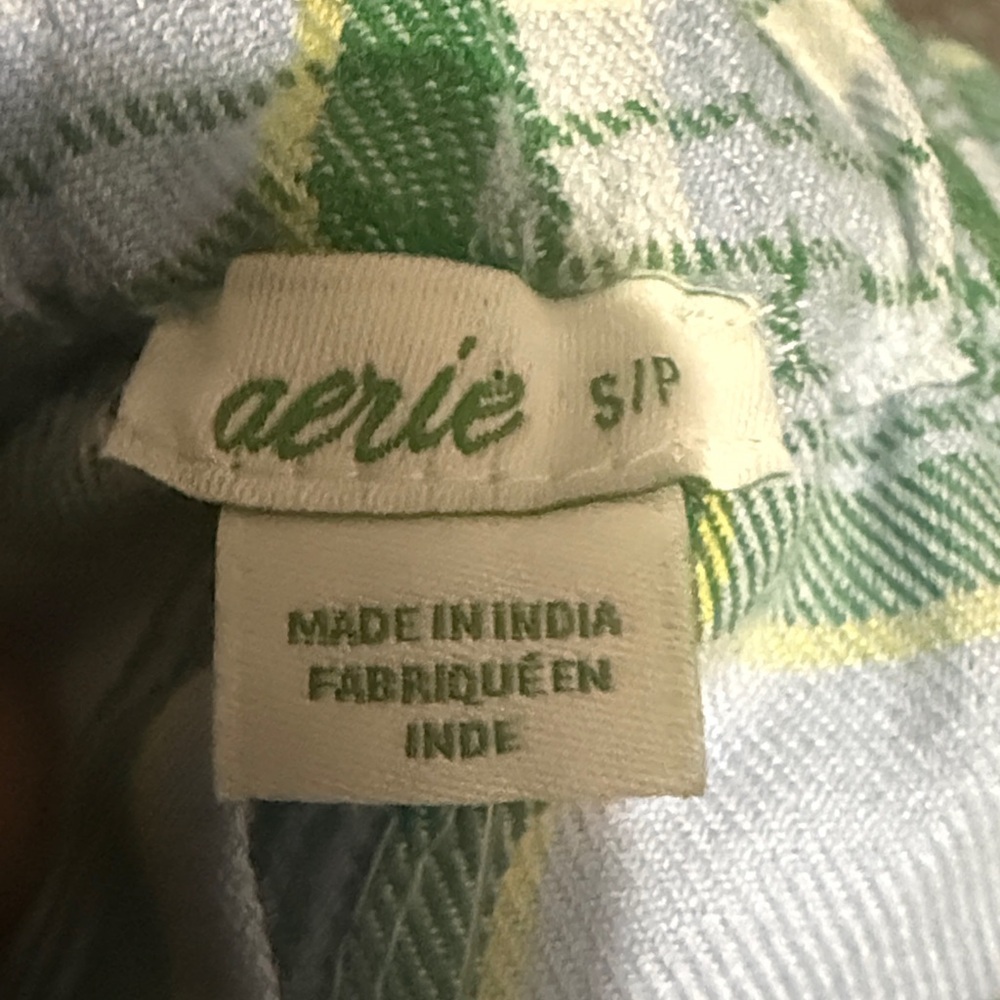 aerie S/P
MADE IN INDIA
FABRIQUÉ EN
INDE